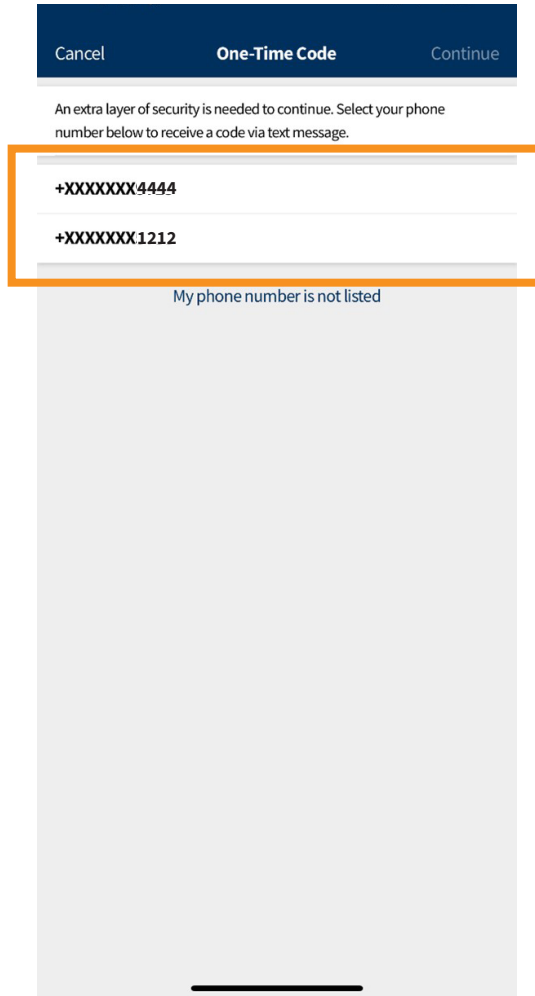 Cancel One-Time Code Continue
An extra layer of security is needed to continue. Select your phone
number below to receive a code via text message.
+XXXXXXX4444
+XXXXXXX1212
My phone number is not listed